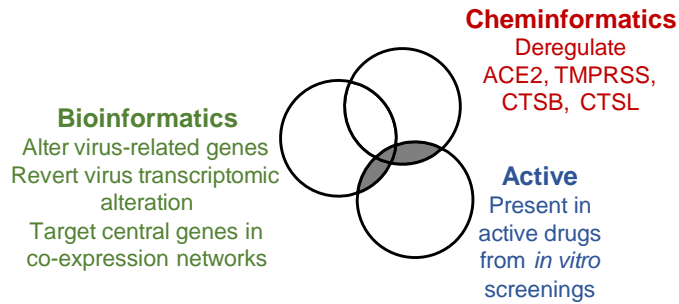 Cheminformatics
Deregulate
ACE2, TMPRSS,
CTSB, CTSL
Bioinformatics
Alter virus-related genes
Revert virus transcriptomic
alteration
Target central genes in
co-expression networks
Active
Present in
active drugs
from in vitro
screenings